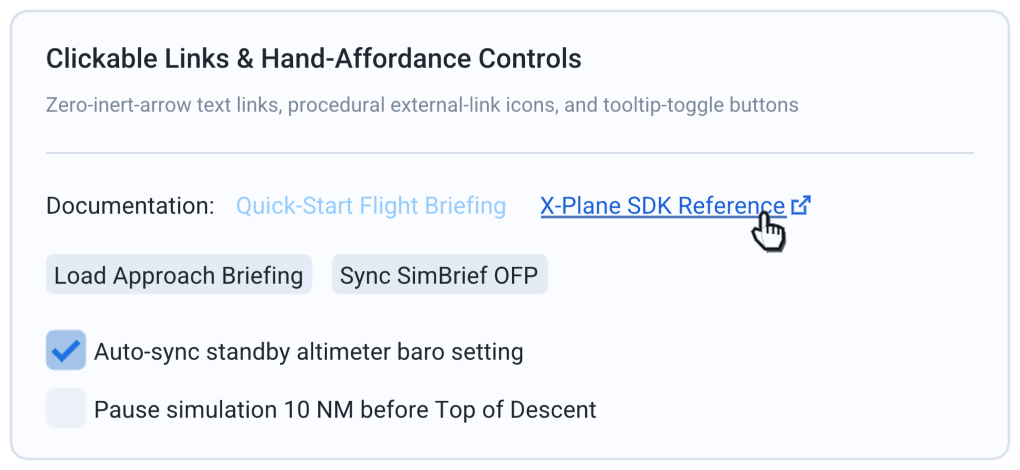 Clickable Links & Hand-Affordance Controls
Zero-inert-arrow text links, procedural external-link icons, and tooltip-toggle buttons
Documentation: Quick-Start Flight Briefing X-Plane SDK Reference
Load Approach Briefing Sync SimBrief OFP
Auto-sync standby altimeter baro setting
Pause simulation 10 NM before Top of Descent